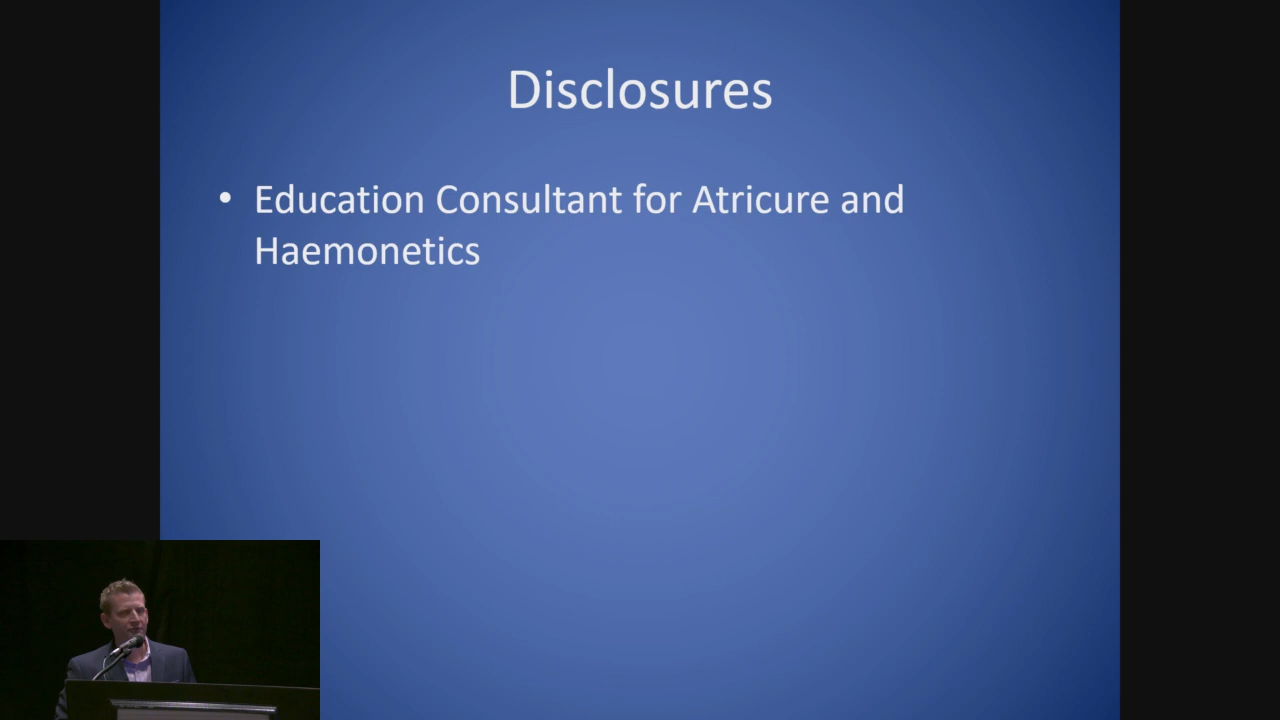 Disclosures
• Education Consultant for Atricure and
Haemonetics